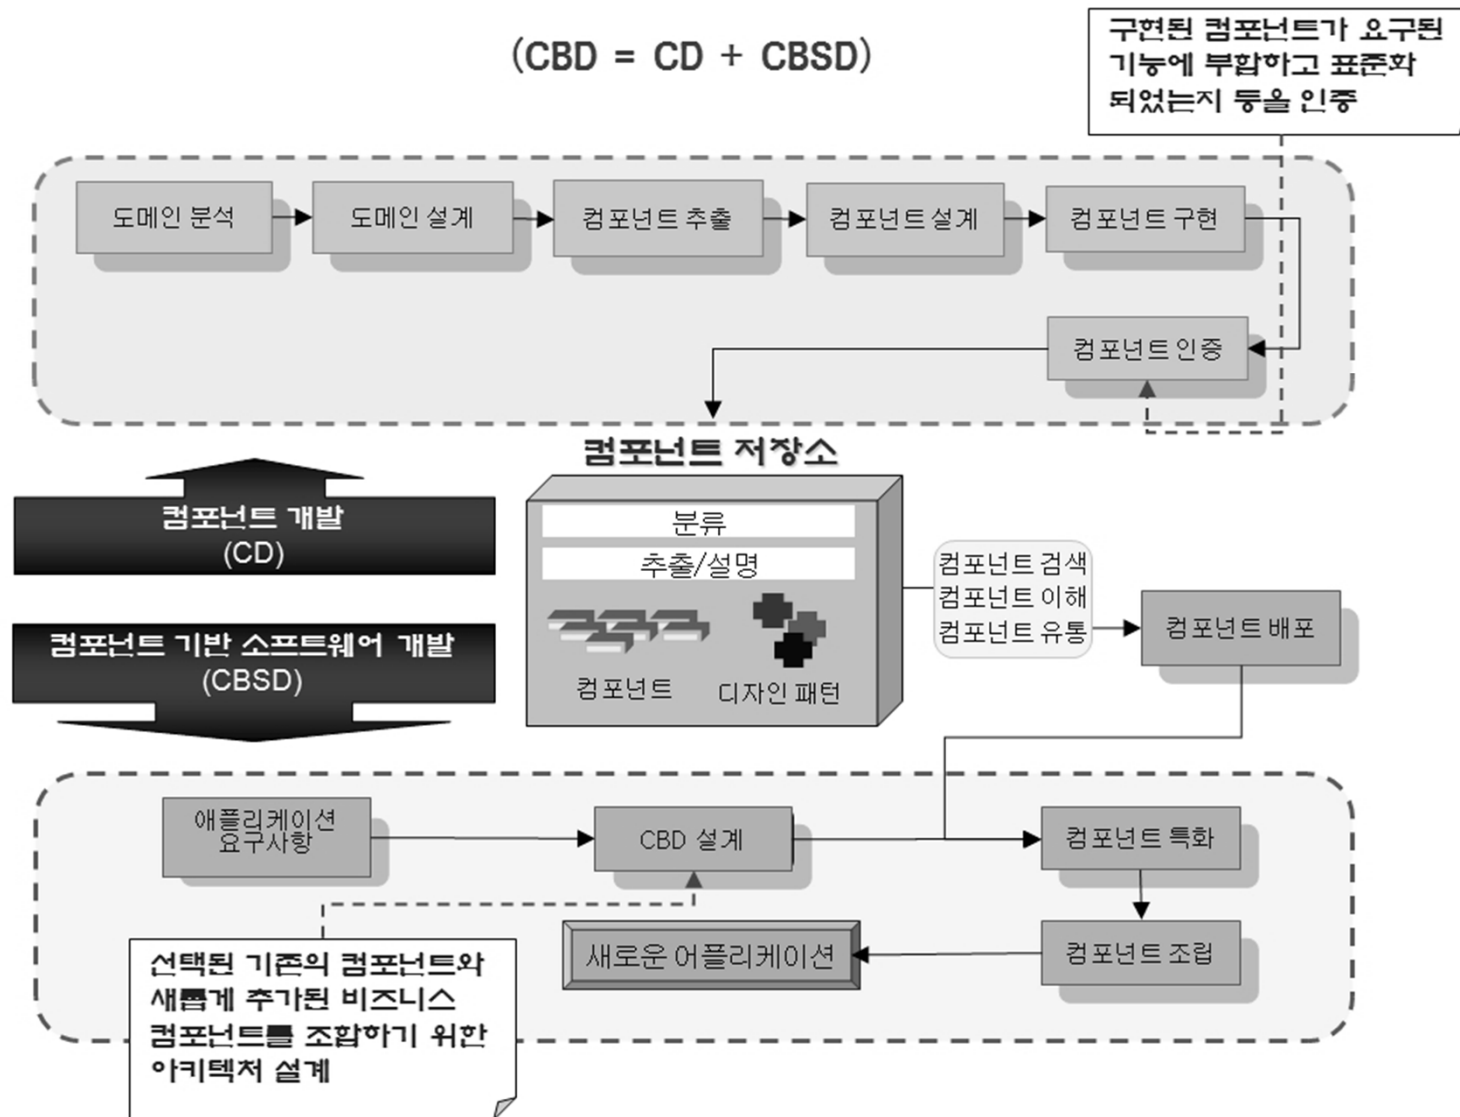 (CBD = CD + CBSD)
구현된 컴포넌트가 요구된
기능에 부합하고 표준화
되었는지 등을 인증
도메인 분석
도메인 설계
컴포넌트 추출
컴포넌트 설계
컴포넌트 구현
컴포넌트 인증
컴포넌트 저장소
컴포넌트 개발
(CD)
분류
추출/설명
컴포넌트
디자인 패턴
컴포넌트 검색
컴포넌트 이해
컴포넌트 유통
컴포넌트 배포
컴포넌트 기반 소프트웨어 개발
(CBSD)
애플리케이션
요구사항
CBD 설계
컴포넌트 특화
새로운 어플리케이션
컴포넌트 조립
선택된 기존의 컴포넌트와
새롭게 추가된 비즈니스
컴포넌트를 조합하기 위한
아키텍처 설계